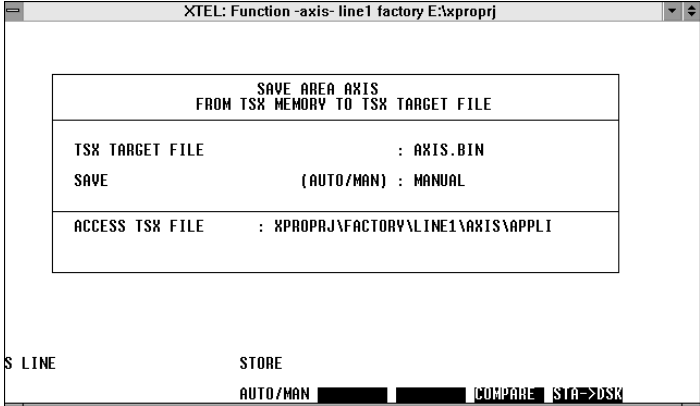 XTEL: Function -axis- line1 factory E:\xproprj
SAVE AREA AXIS
FROM TSX MEMORY TO TSX TARGET FILE
TSX TARGET FILE : AXIS.BIN
SAVE (AUTO/MAN) : MANUAL
ACCESS TSX FILE : XPROPRJ\FACTORY\LINE1\AXIS\APPLI
S LINE STORE
AUTO/MAN COMPARE STA->DSK